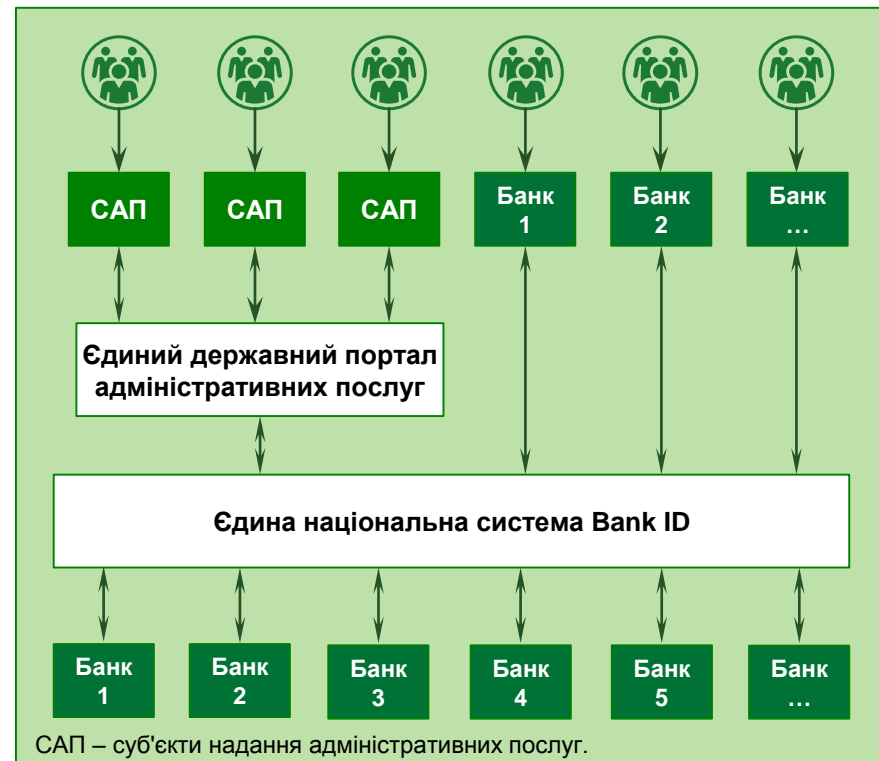 САП
САП
САП
Банк
1
Банк
2
Банк
...
Єдиний державний портал
адміністративних послуг
Єдина національна система Bank ID
Банк
1
Банк
2
Банк
3
Банк
4
Банк
5
Банк
...
САП – суб'єкти надання адміністративних послуг.